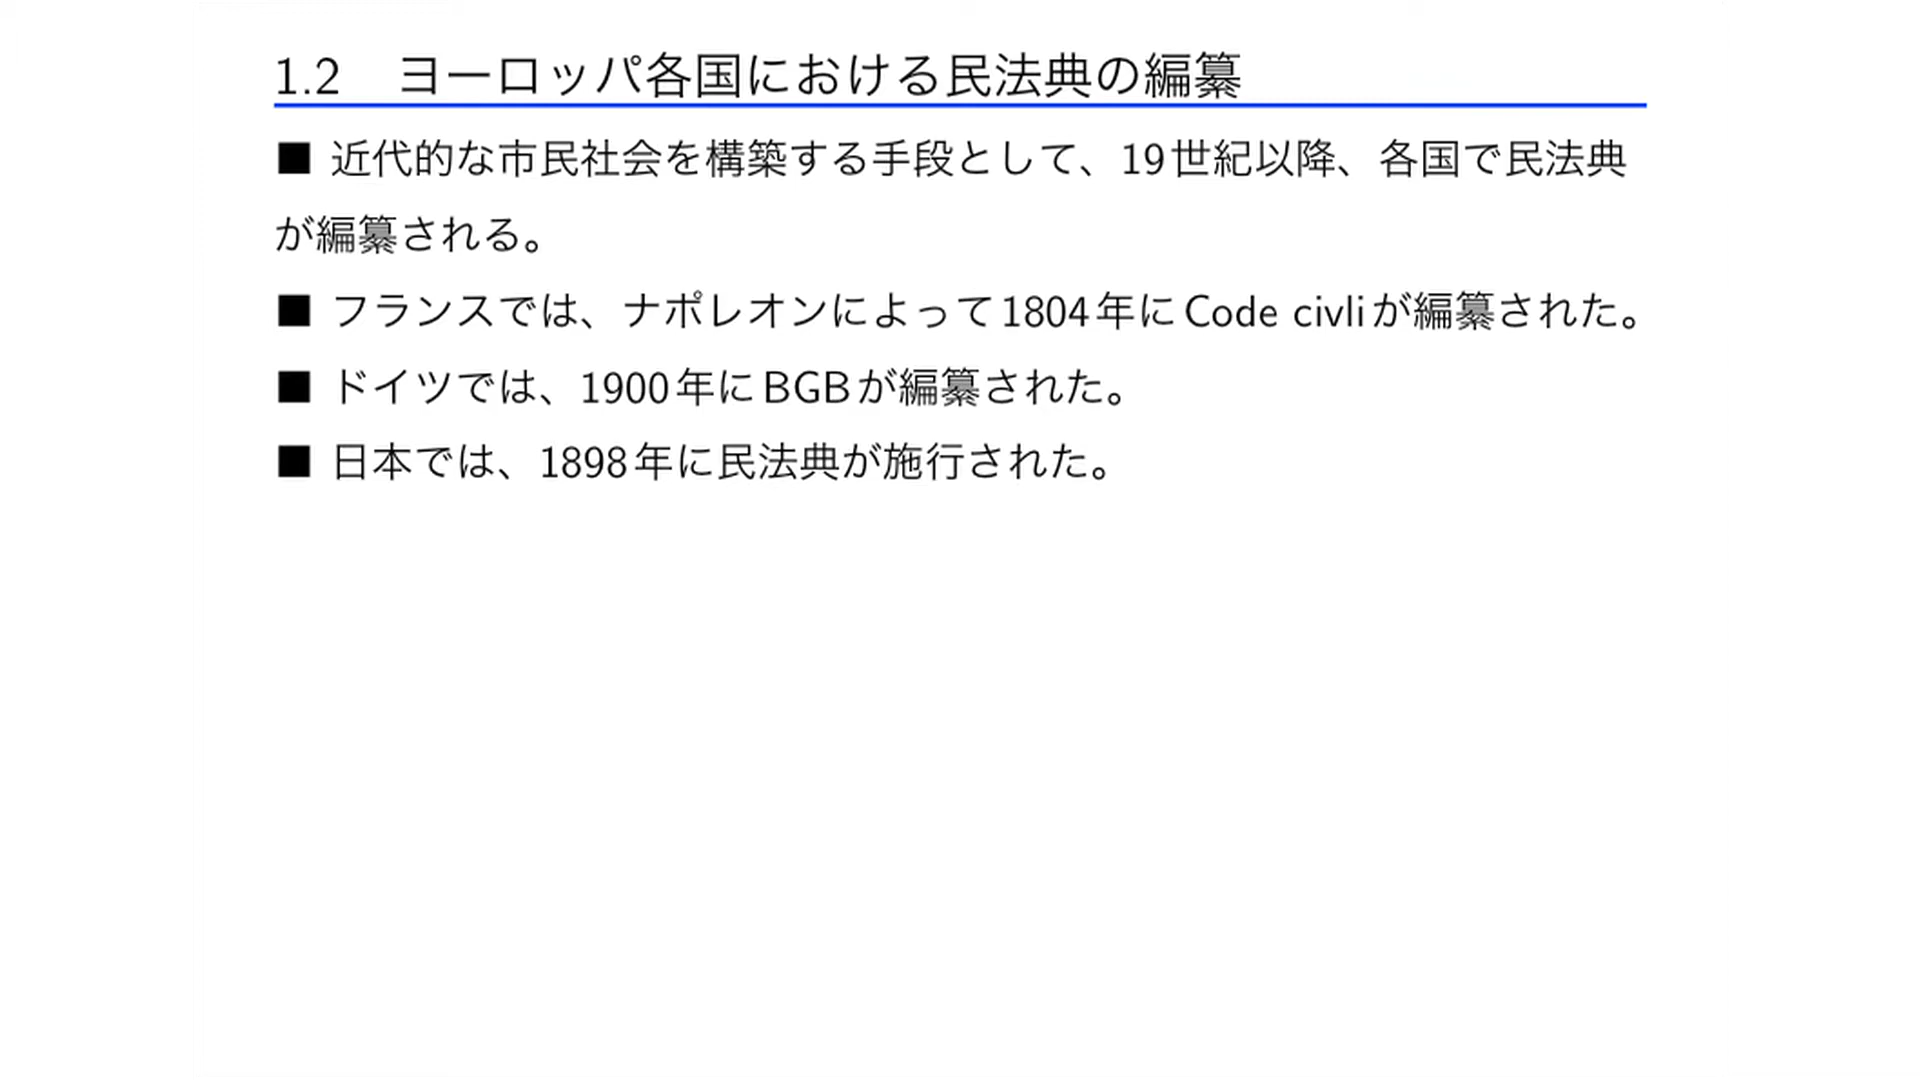 1.2　ヨーロッパ各国における民法典の編纂
■ 近代的な市民社会を構築する手段として、19世紀以降、各国で民法典
が編纂される。
■ フランスでは、ナポレオンによって1804年にCode civliが編纂された。
■ ドイツでは、1900年にBGBが編纂された。
■ 日本では、1898年に民法典が施行された。